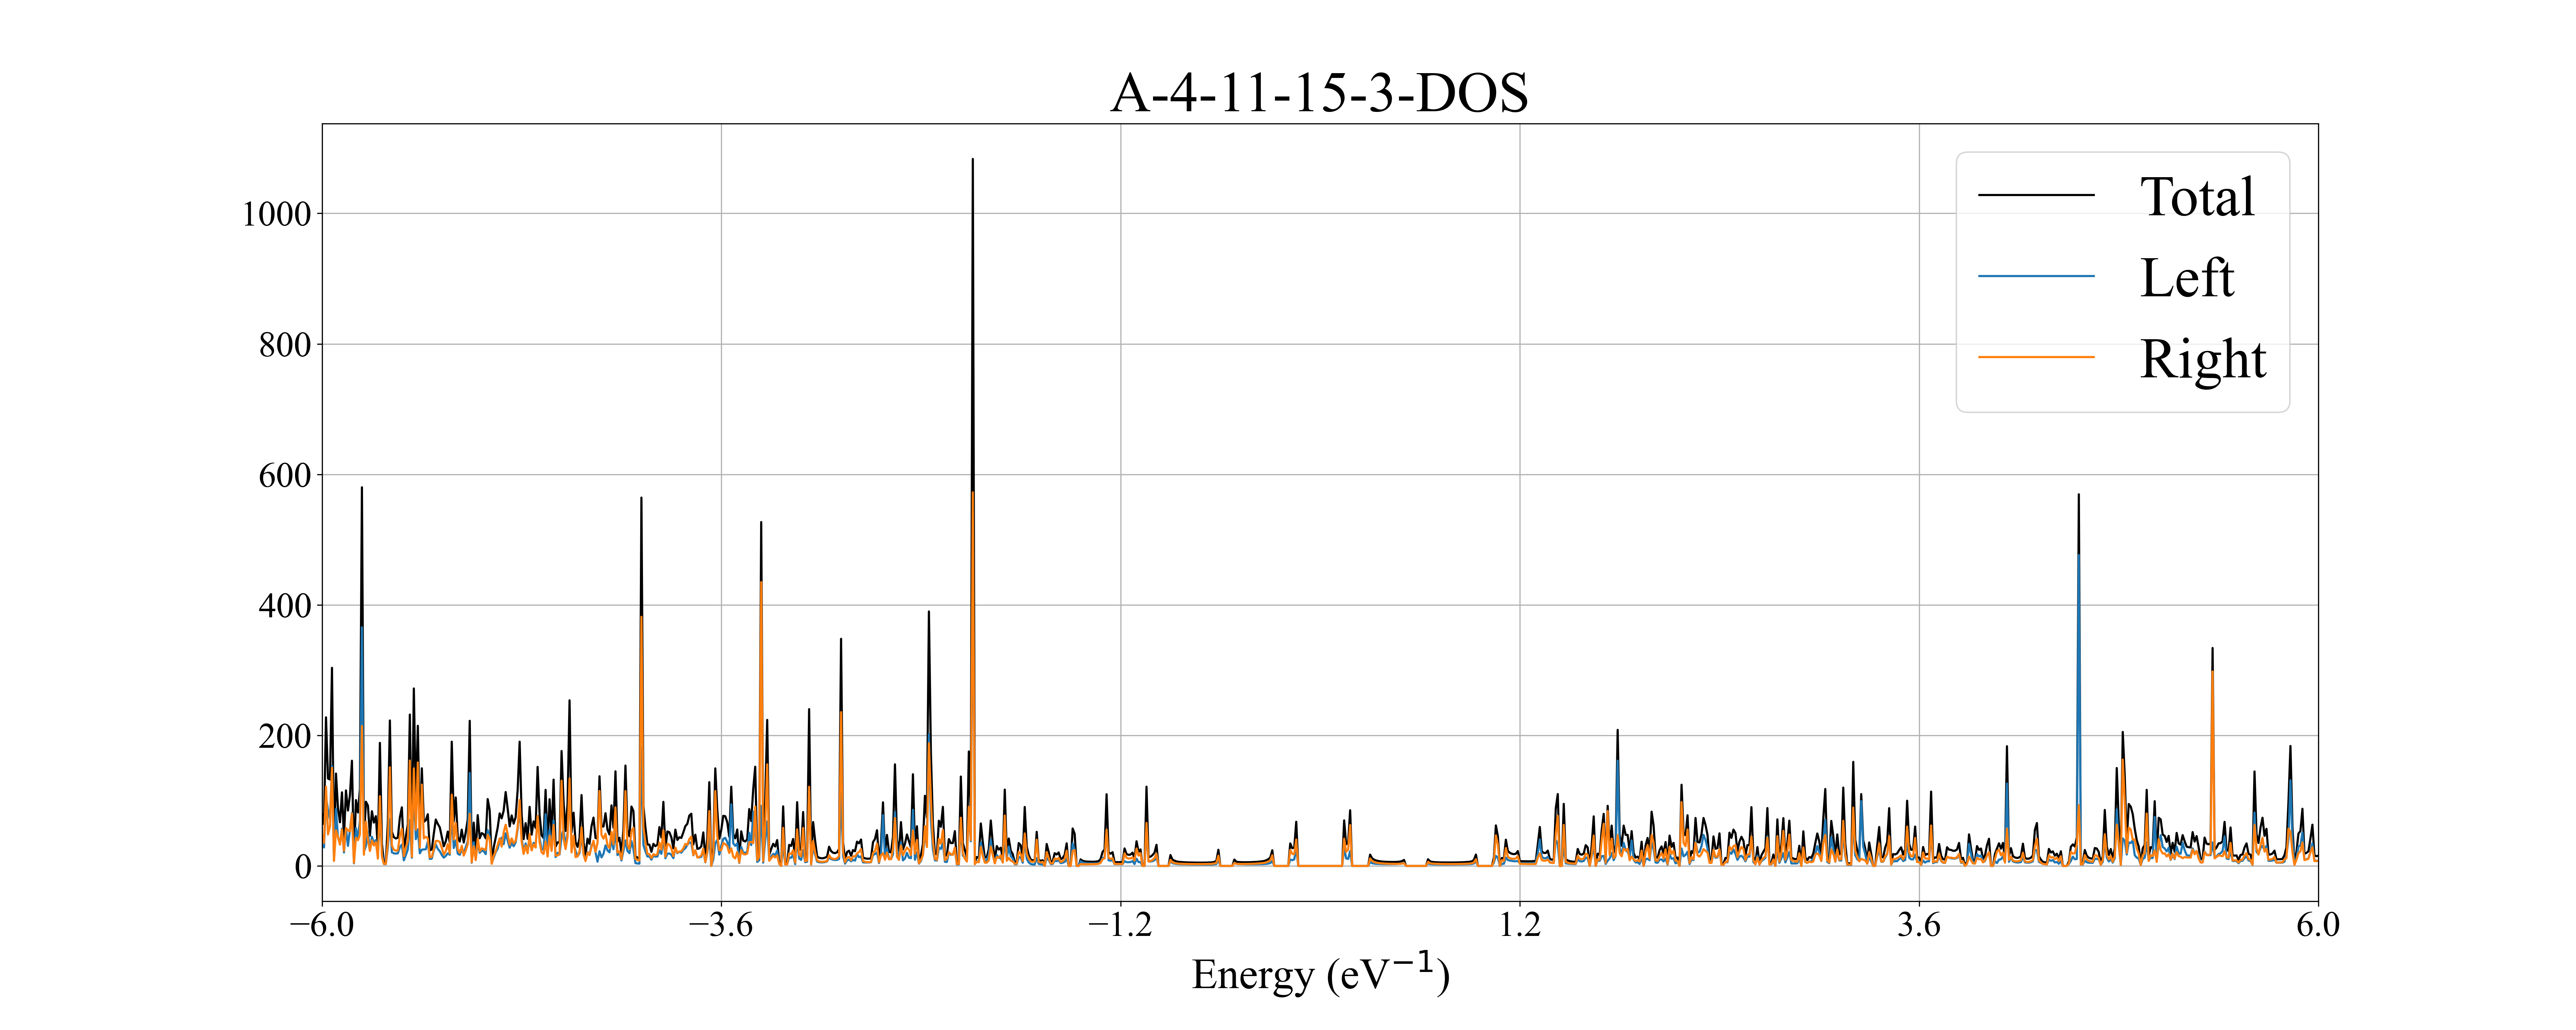 A-4-11-15-3-DOS
Total
Left
Right
1000
800
600
400
200
0
−6.0 −3.6 −1.2 1.2 3.6 6.0
Energy (eV⁻¹)